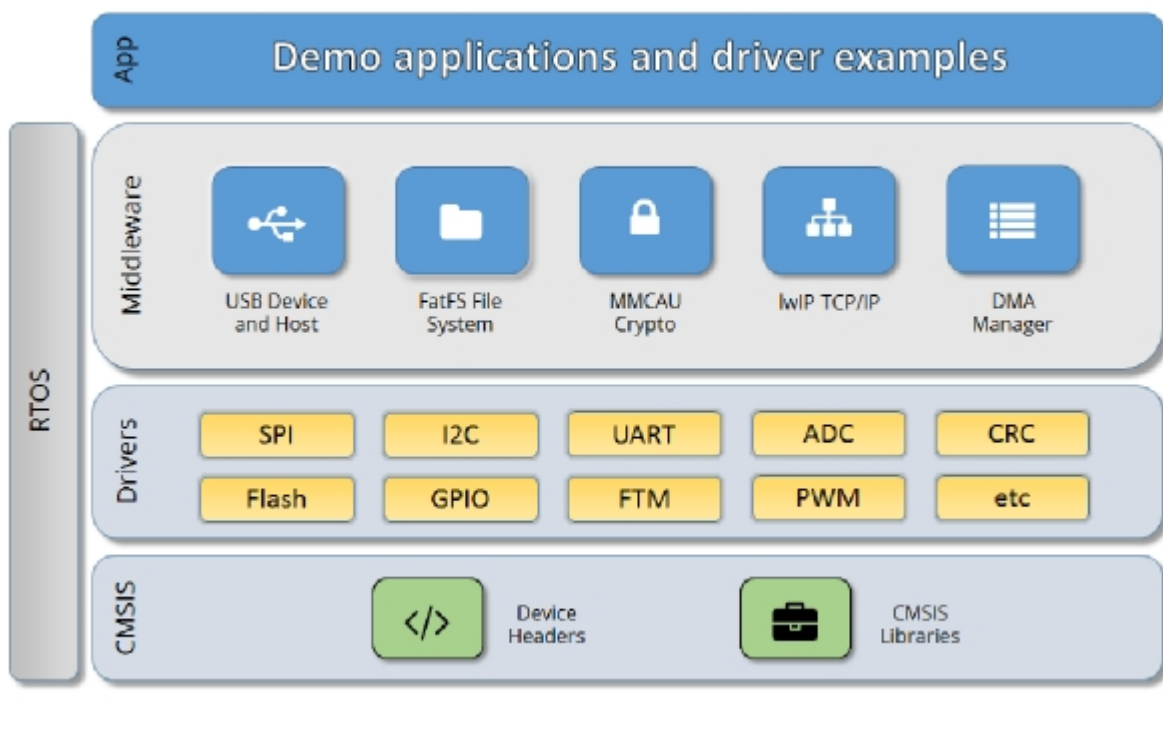 App
Demo applications and driver examples
RTOS
Middleware
USB Device
and Host
FatFS File
System
MMCAU
Crypto
lwIP TCP/IP
DMA
Manager
Drivers
SPI
I2C
UART
ADC
CRC
Flash
GPIO
FTM
PWM
etc
CMSIS
</>
Device
Headers
CMSIS
Libraries